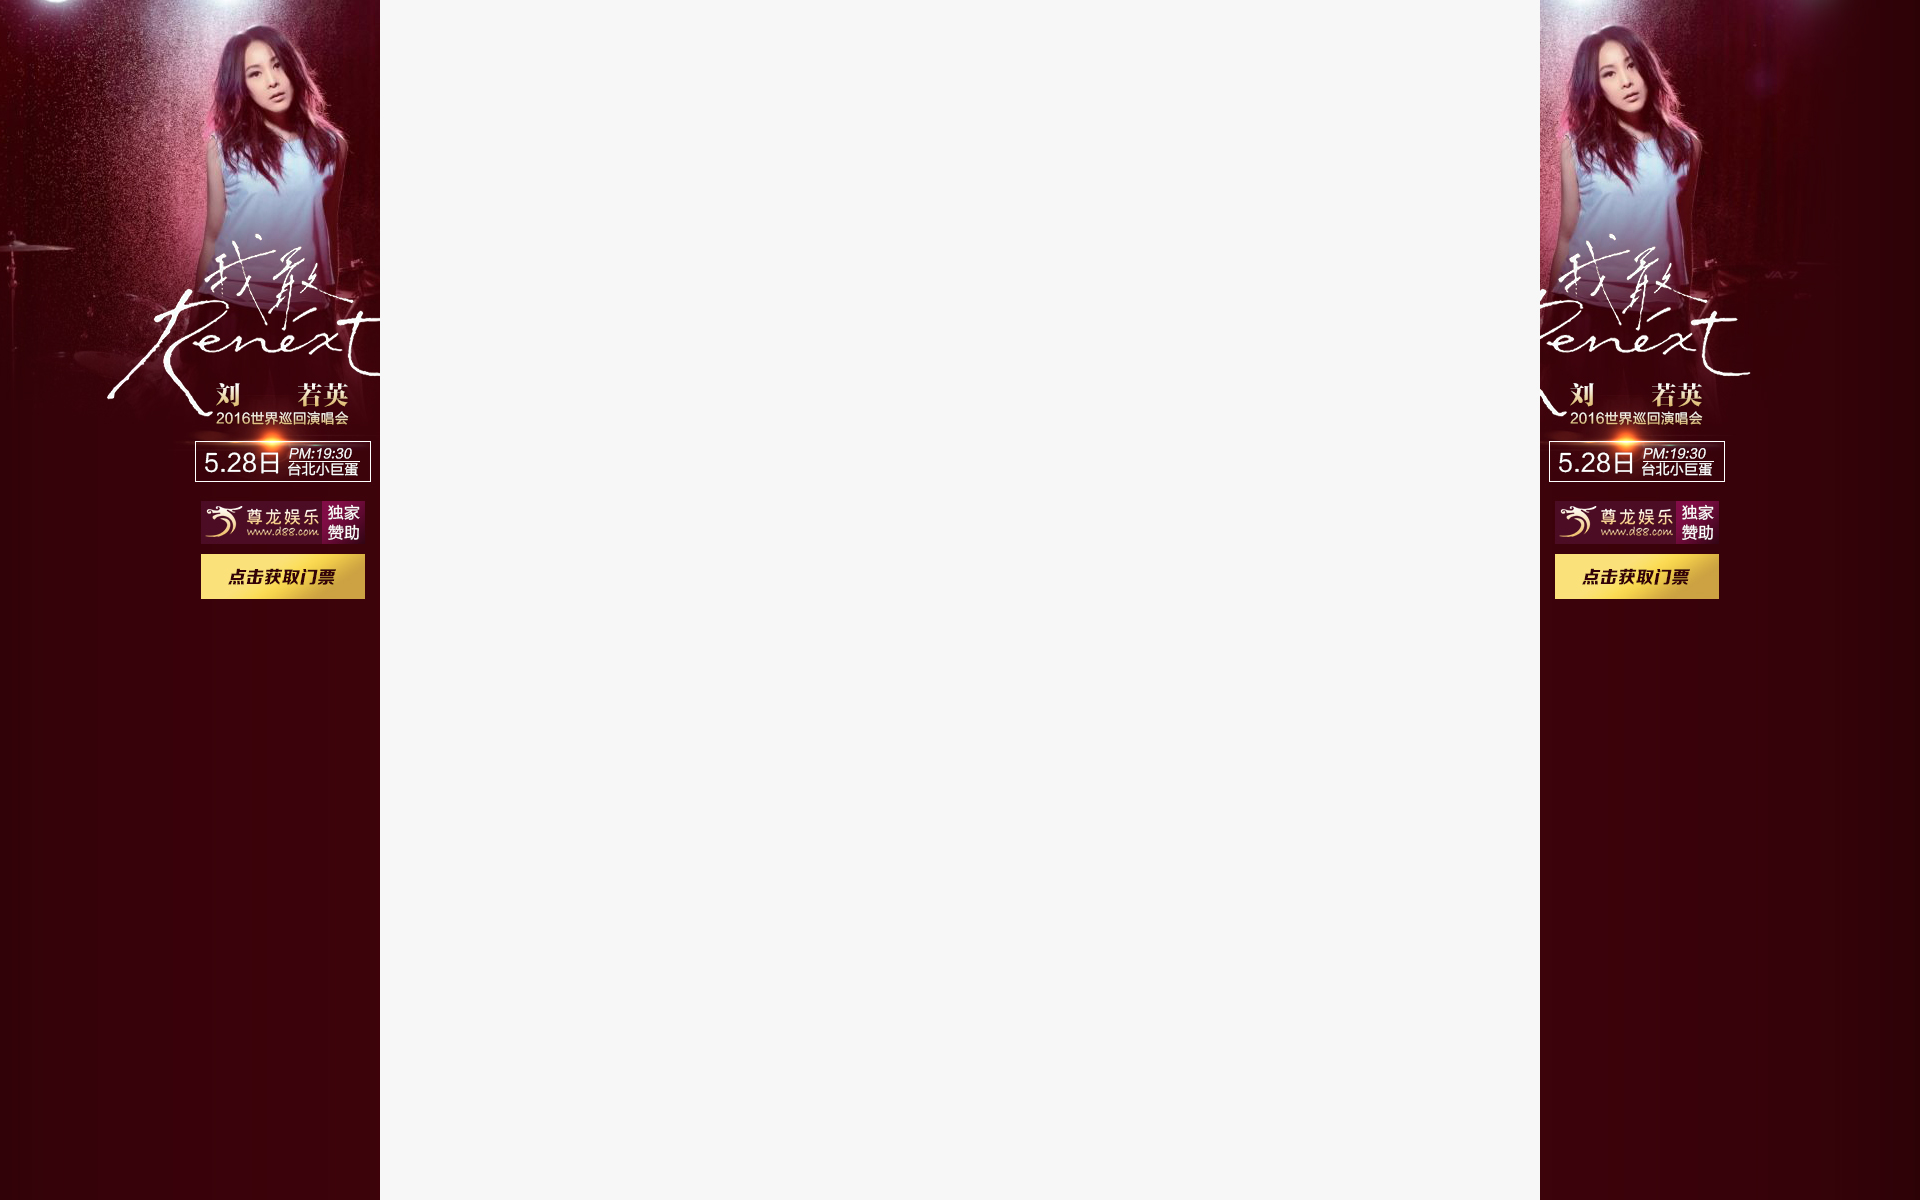 我敢
Renext
刘 若英
2016世界巡回演唱会
5.28日 PM:19:30
台北小巨蛋
尊龙娱乐 独家
www.d88.com 赞助
点击获取门票
我敢
Renext
刘 若英
2016世界巡回演唱会
5.28日 PM:19:30
台北小巨蛋
尊龙娱乐 独家
www.d88.com 赞助
点击获取门票